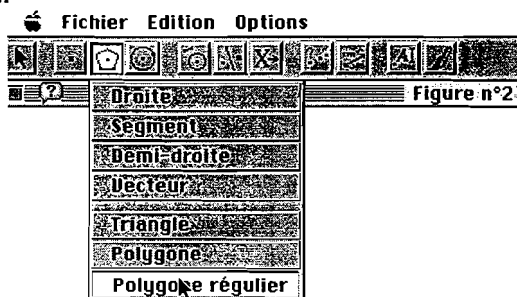 Fichier Edition Options
Figure n°2
Droite
Segment
Demi-droite
Vecteur
Triangle
Polygone
Polygone régulier